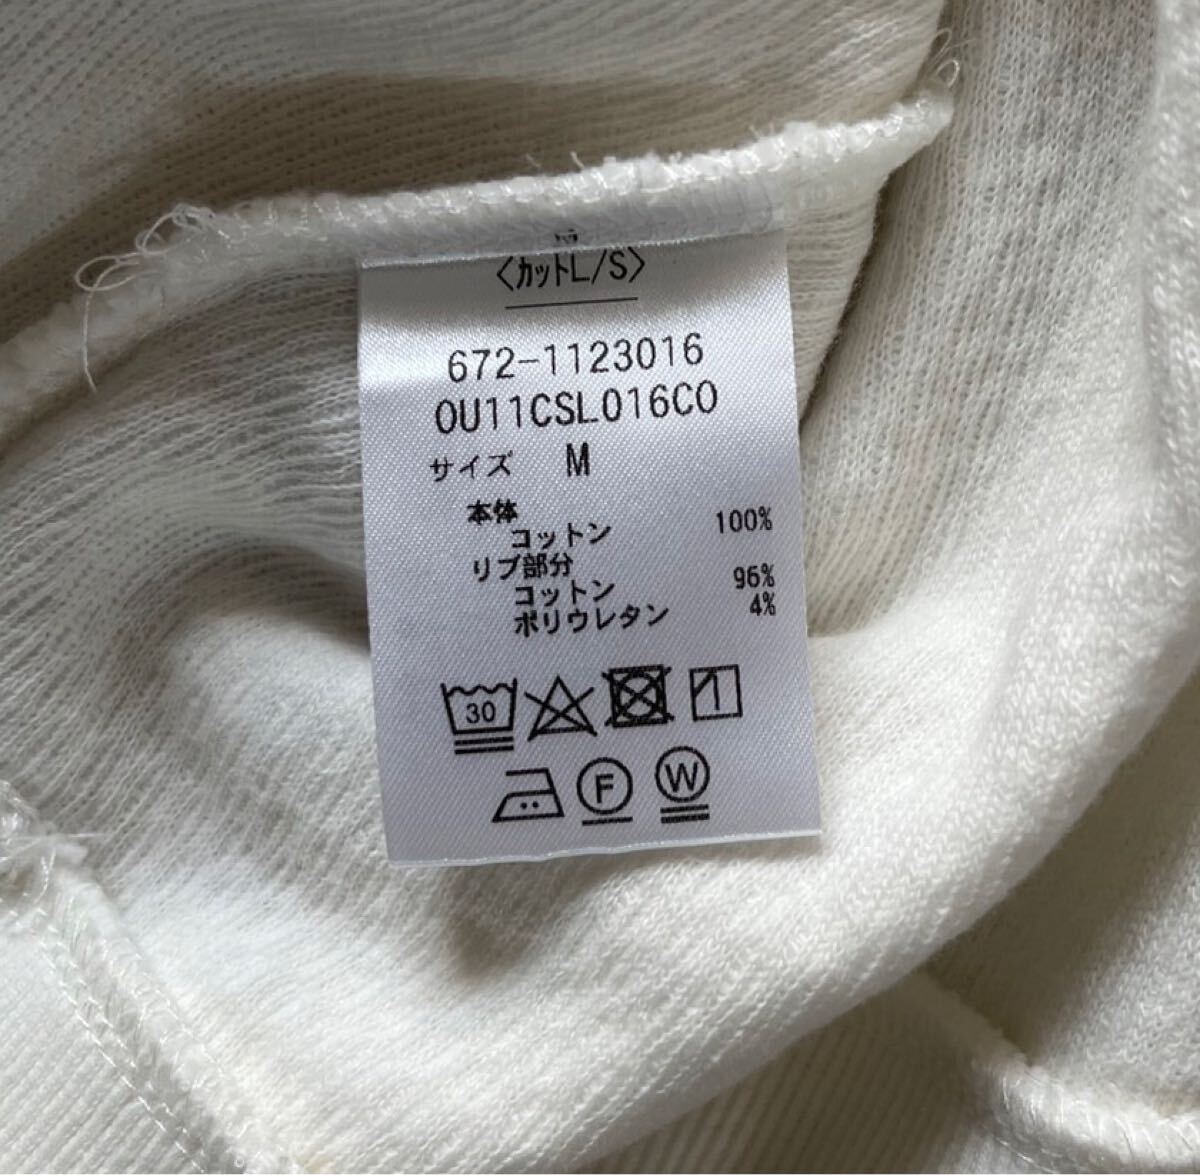 〈カットL/S〉
672-1123016
OU11CSL016CO
サイズ M
本体
コットン 100%
リブ部分
コットン 96%
ポリウレタン 4%
30
F W